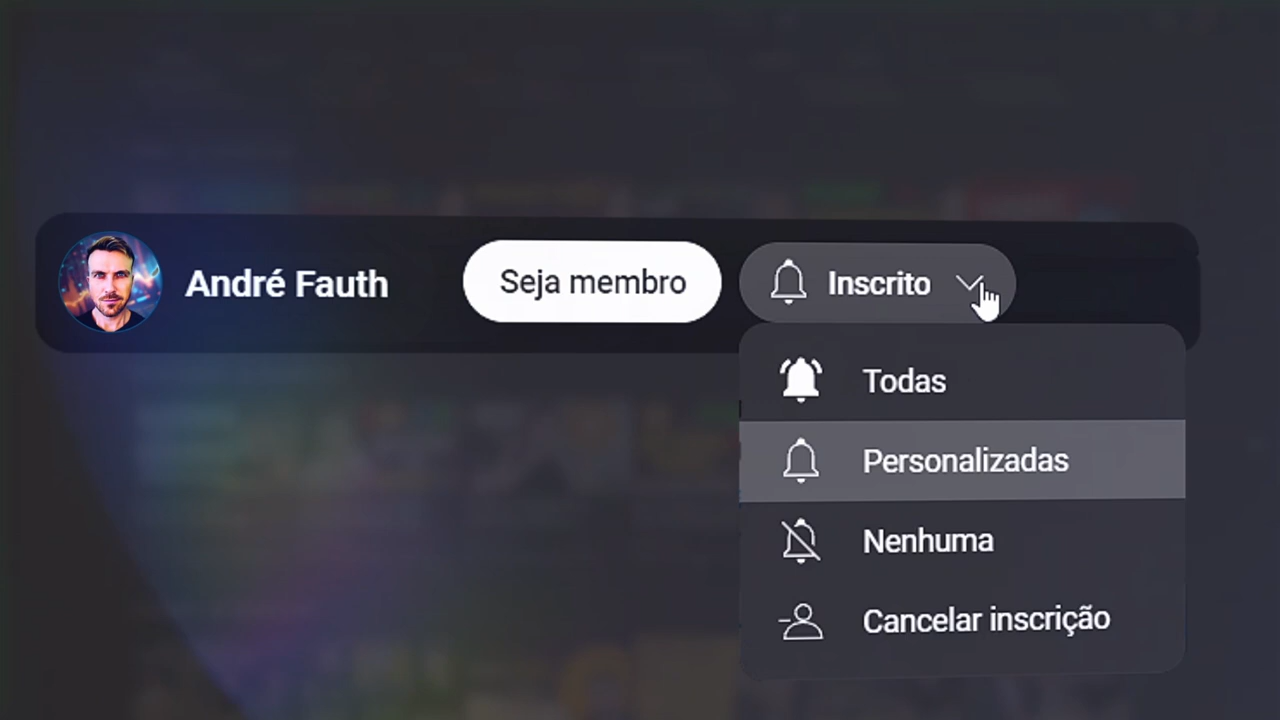 André Fauth
Seja membro
Inscrito
Todas
Personalizadas
Nenhuma
Cancelar inscrição